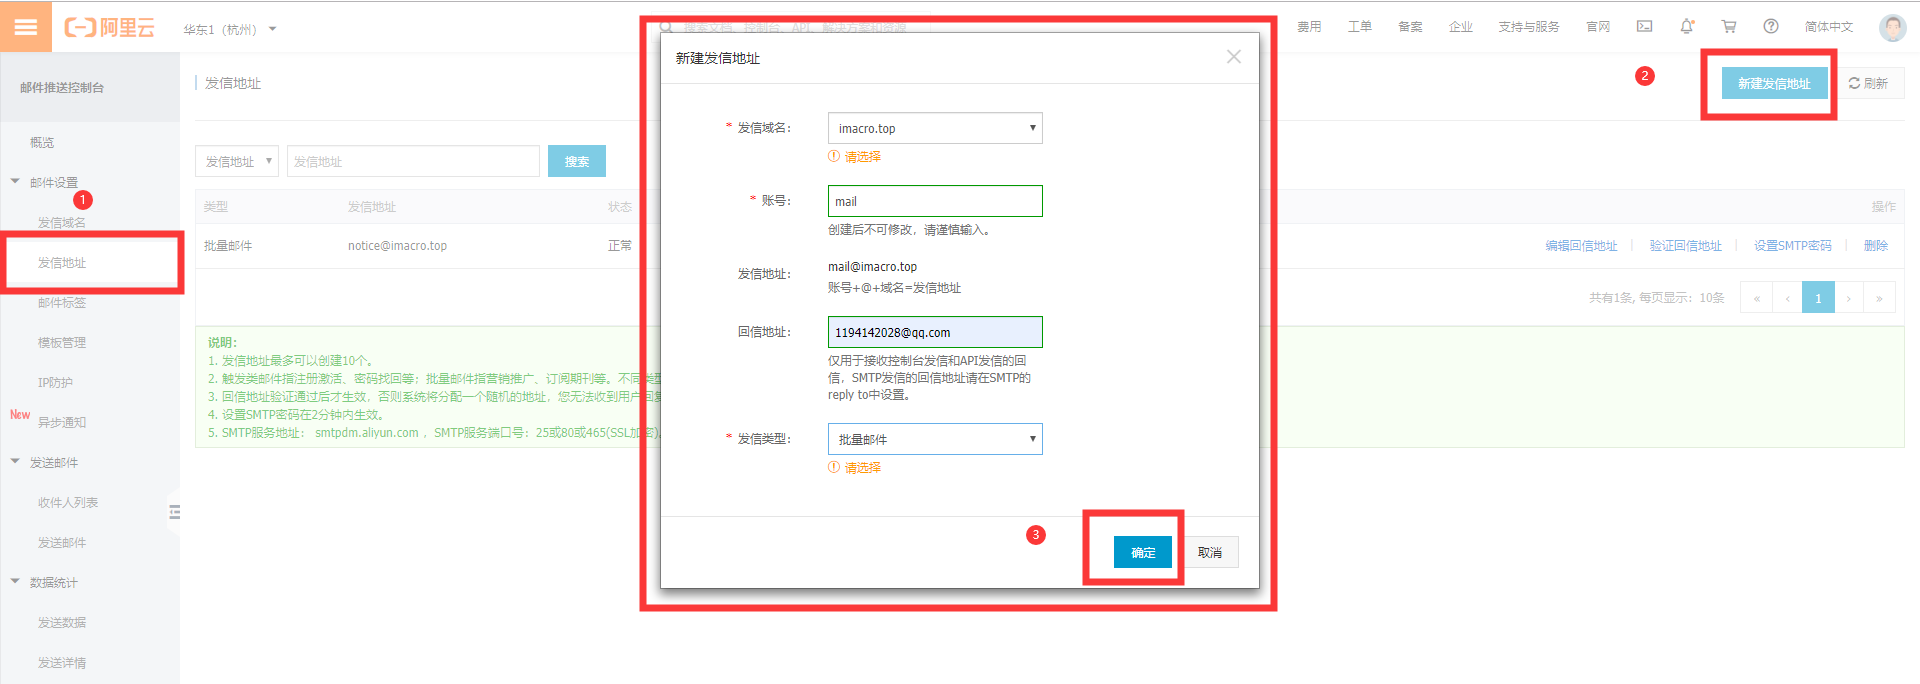 阿里云
华东1（杭州）
搜索文档、控制台、API、解决方案和资源
费用
工单
备案
企业
支持与服务
官网
简体中文
邮件推送控制台
概览
邮件设置
1
发信域名
发信地址
邮件标签
模板管理
IP防护
New
异步通知
发送邮件
收件人列表
发送邮件
数据统计
发送数据
发送详情
发信地址
2
新建发信地址
刷新
发信地址
发信地址
搜索
类型
发信地址
状态
操作
批量邮件
notice@imacro.top
正常
编辑回信地址
验证回信地址
设置SMTP密码
删除
共有1条, 每页显示：10条
«
‹
1
›
»
说明：
1. 发信地址最多可以创建10个。
2. 触发类邮件指注册激活、密码找回等；批量邮件指营销推广、订阅期刊等。不同类型
3. 回信地址验证通过后才生效，否则系统将分配一个随机的地址，您无法收到用户回复
4. 设置SMTP密码在2分钟内生效。
5. SMTP服务地址： smtpdm.aliyun.com ，SMTP服务端口号：25或80或465(SSL加密)。
新建发信地址
* 发信域名：
imacro.top
请选择
* 账号：
mail
创建后不可修改，请谨慎输入。
发信地址：
mail@imacro.top
账号+@+域名=发信地址
回信地址：
1194142028@qq.com
仅用于接收控制台发信和API发信的回
信，SMTP发信的回信地址请在SMTP的
reply to中设置。
* 发信类型：
批量邮件
请选择
3
确定
取消